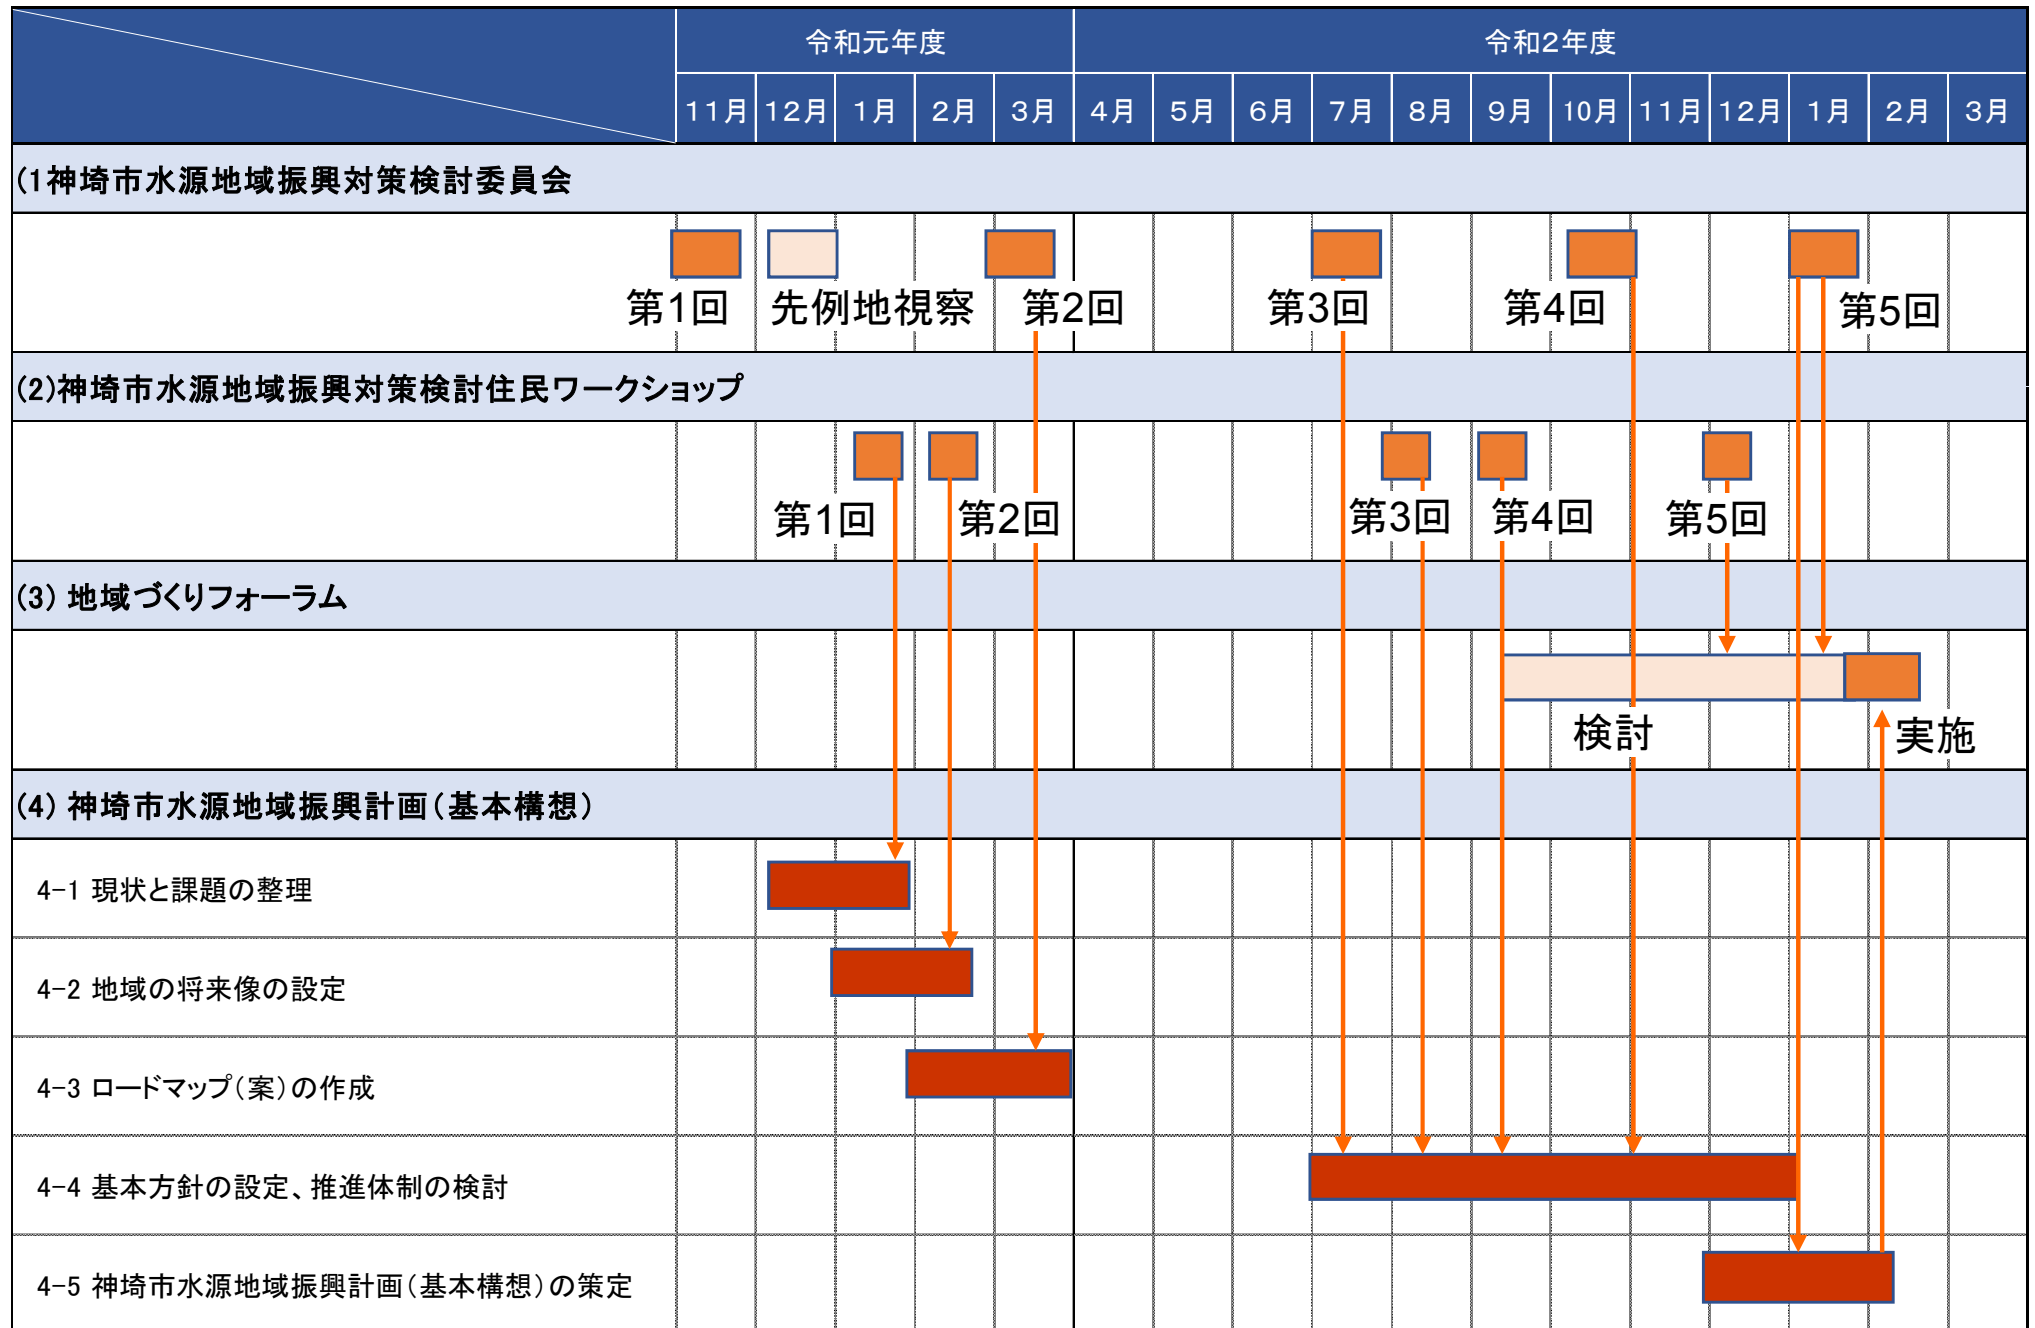 令和元年度 令和2年度
11月 12月 1月 2月 3月 4月 5月 6月 7月 8月 9月 10月 11月 12月 1月 2月 3月
(1神埼市水源地域振興対策検討委員会
第1回 先例地視察 第2回 第3回 第4回 第5回
(2)神埼市水源地域振興対策検討住民ワークショップ
第1回 第2回 第3回 第4回 第5回
(3) 地域づくりフォーラム
検討 実施
(4) 神埼市水源地域振興計画(基本構想)
4-1 現状と課題の整理
4-2 地域の将来像の設定
4-3 ロードマップ(案)の作成
4-4 基本方針の設定、推進体制の検討
4-5 神埼市水源地域振興計画(基本構想)の策定